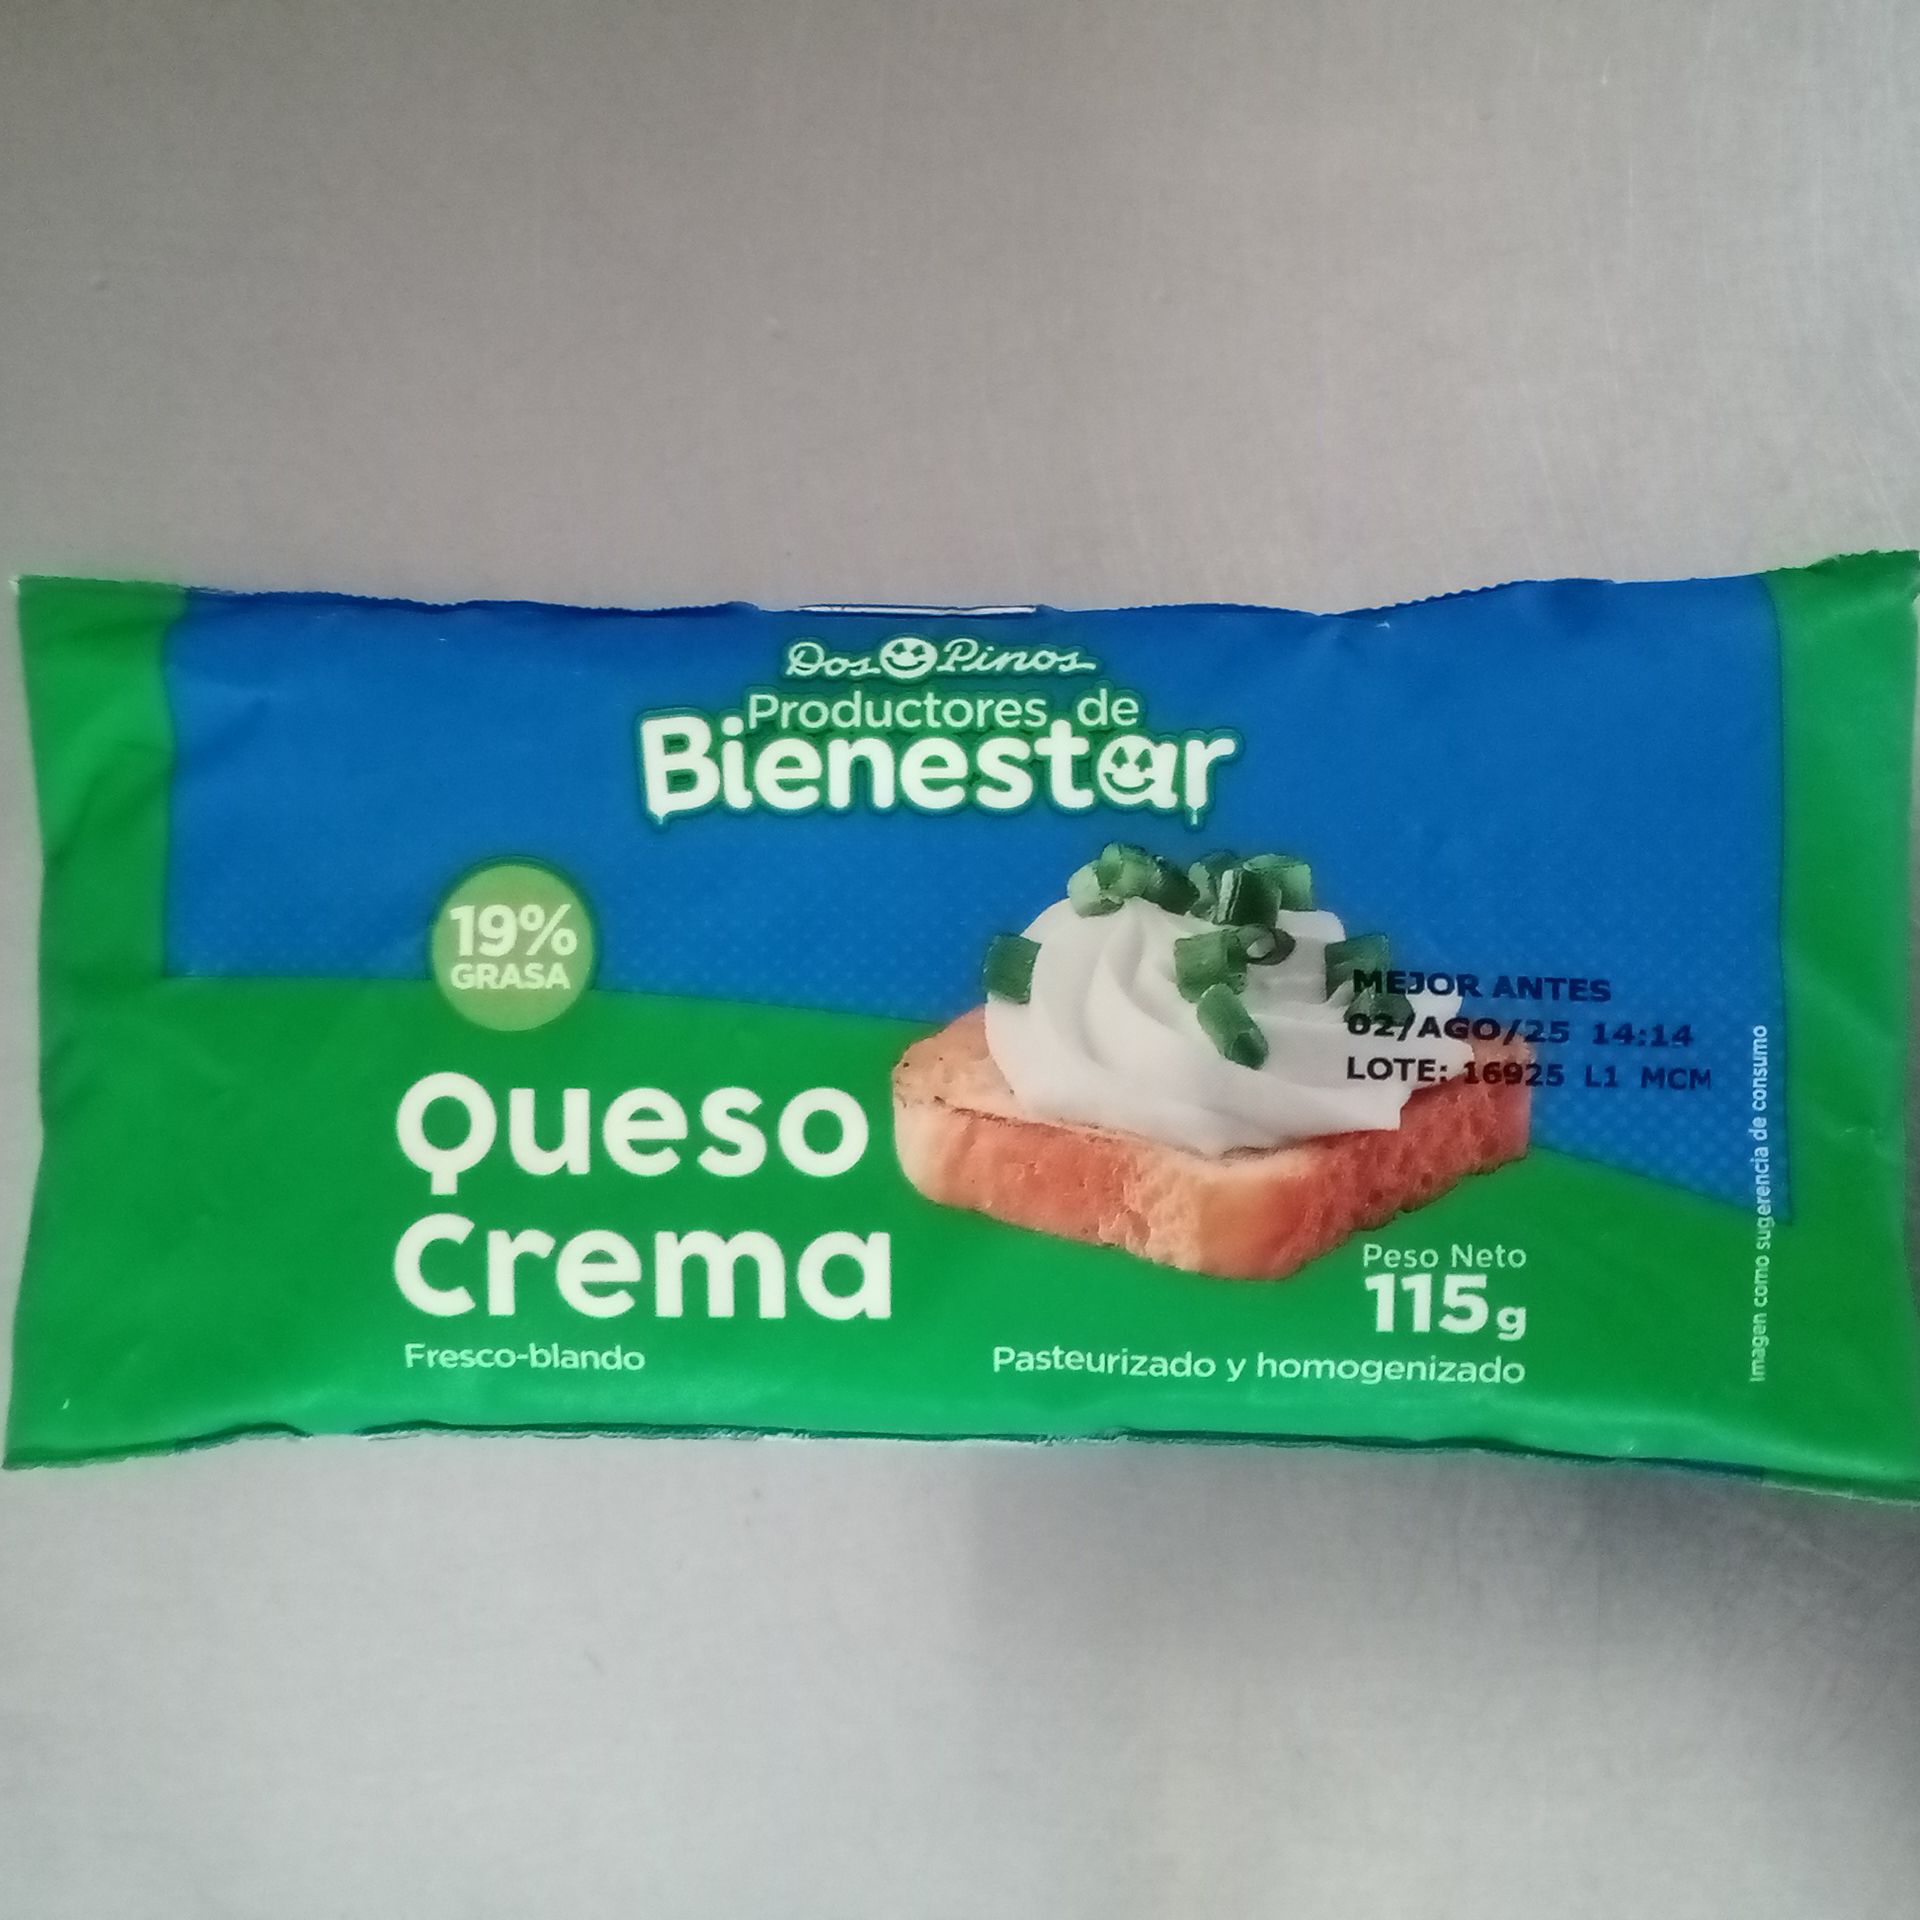 Dos Pinos
Productores de
Bienestar
19%
GRASA
MEJOR ANTES
02/AGO/25 14:14
LOTE: 16925 L1 MCM
Queso
Crema
Fresco-blando
Peso Neto
115g
Pasteurizado y homogenizado
Imagen como sugerencia de consumo